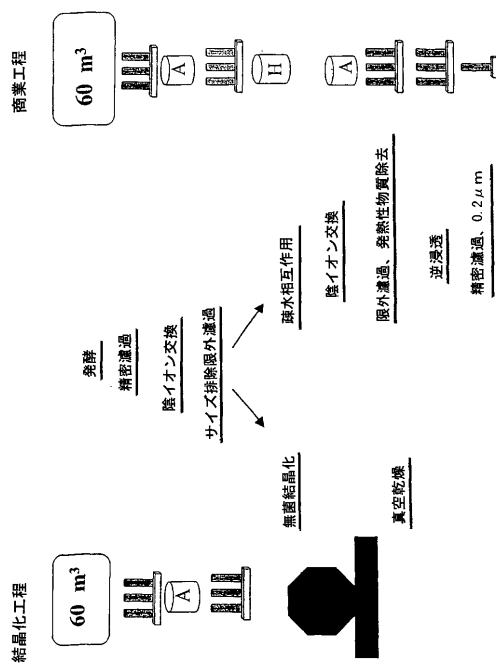 結晶化工程
商業工程
60 m³
60 m³
発酵
精密濾過
A
A
陰イオン交換
サイズ排除限外濾過
無菌結晶化
疎水相互作用
H
陰イオン交換
A
真空乾燥
限外濾過、発熱性物質除去
逆浸透
精密濾過、0.2μm